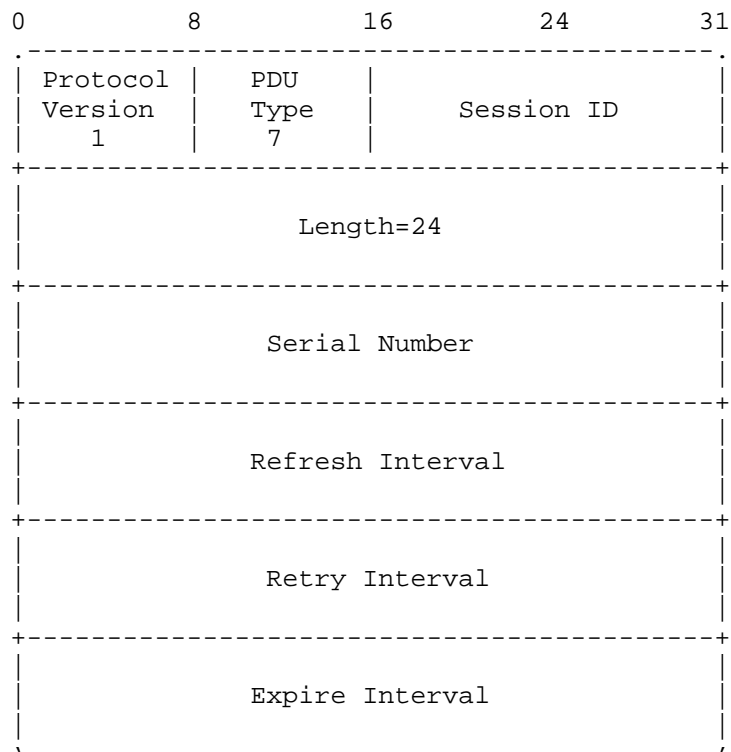 0 8 16 24 31
.-------------------------------------------.
| Protocol | PDU | |
| Version | Type | Session ID |
| 1 | 7 | |
+-------------------------------------------+
| |
| Length=24 |
| |
+-------------------------------------------+
| |
| Serial Number |
| |
+-------------------------------------------+
| |
| Refresh Interval |
| |
+-------------------------------------------+
| |
| Retry Interval |
| |
+-------------------------------------------+
| |
| Expire Interval |
| |